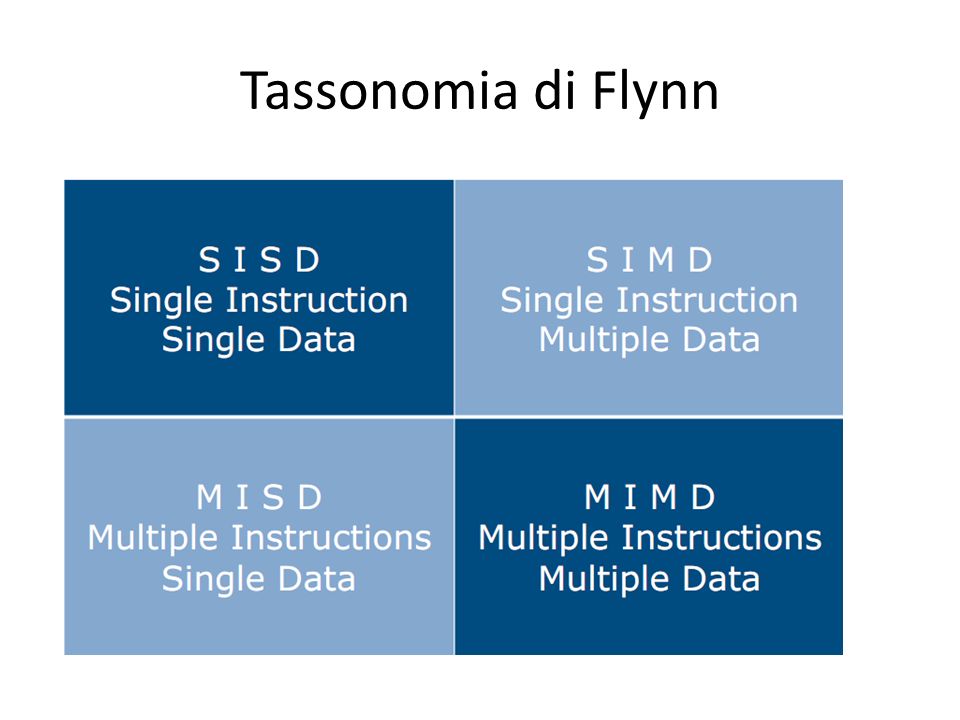 Tassonomia di Flynn
S I S D
Single Instruction
Single Data
S I M D
Single Instruction
Multiple Data
M I S D
Multiple Instructions
Single Data
M I M D
Multiple Instructions
Multiple Data